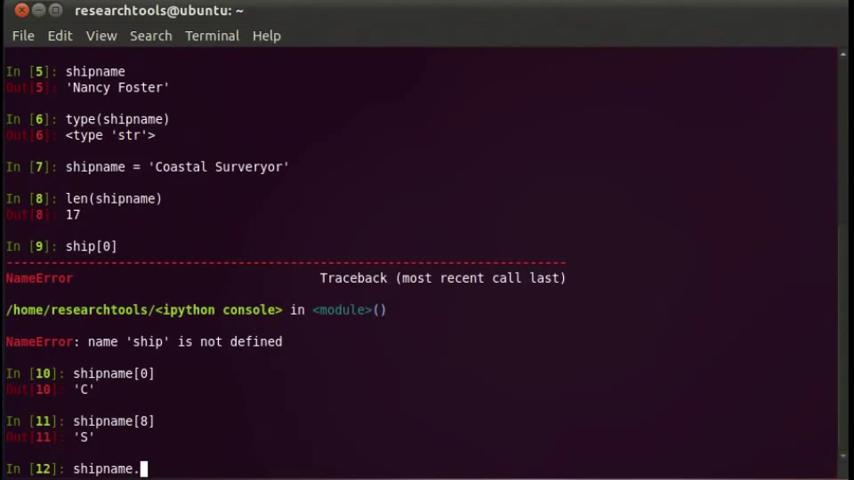 researchtools@ubuntu: ~
File Edit View Search Terminal Help
In [5]: shipname
Out[5]: 'Nancy Foster'
In [6]: type(shipname)
Out[6]: <type 'str'>
In [7]: shipname = 'Coastal Surveryor'
In [8]: len(shipname)
Out[8]: 17
In [9]: ship[0]
---------------------------------------------------------------------------
NameError                                 Traceback (most recent call last)
/home/researchtools/<ipython console> in <module>()
NameError: name 'ship' is not defined
In [10]: shipname[0]
Out[10]: 'C'
In [11]: shipname[8]
Out[11]: 'S'
In [12]: shipname.